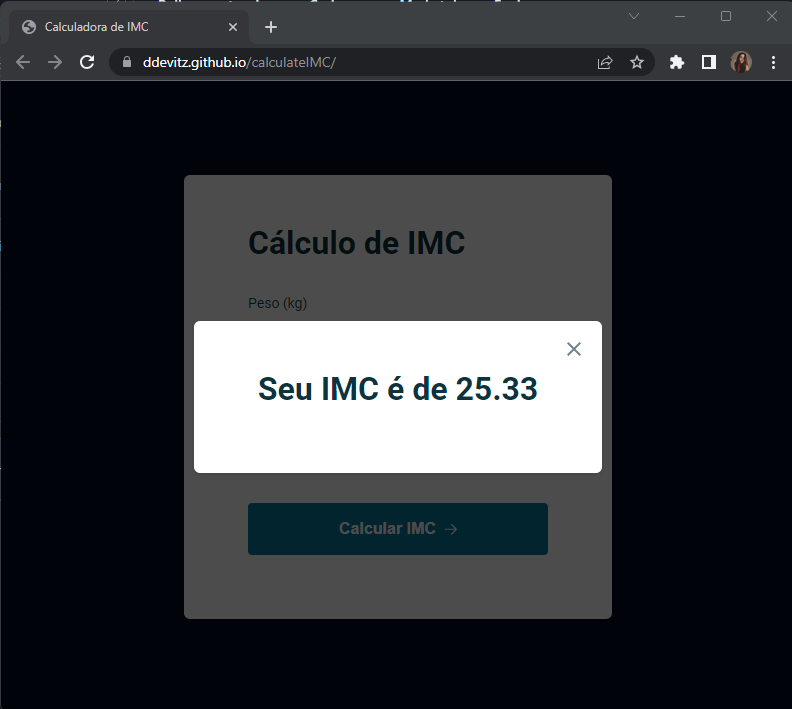 Calculadora de IMC
ddevitz.github.io/calculateIMC/
Cálculo de IMC
Peso (kg)
Seu IMC é de 25.33
Calcular IMC →